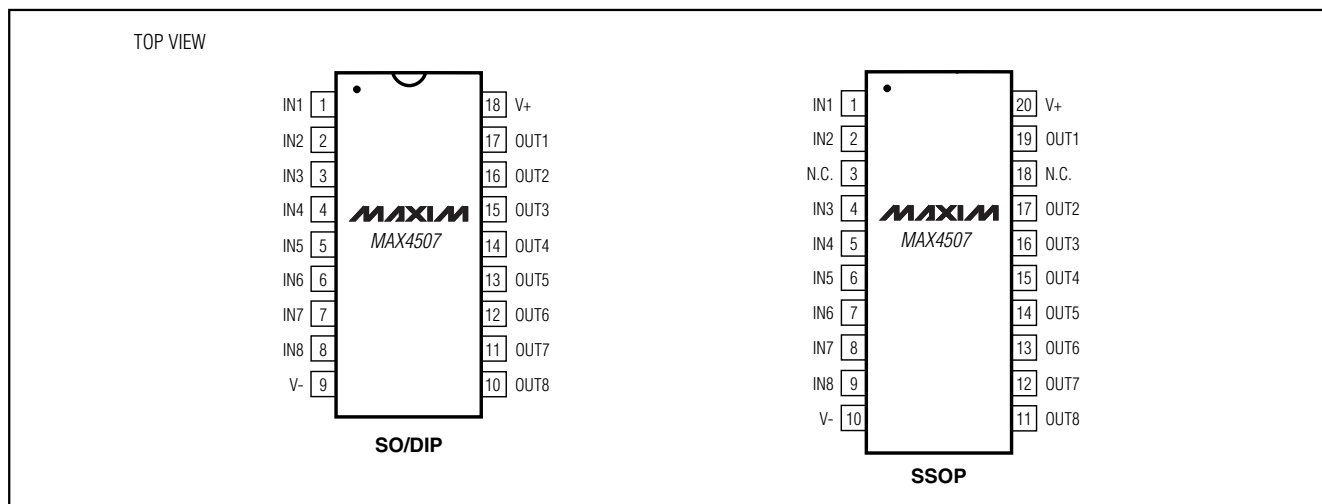 TOP VIEW
IN1 1 18 V+
IN2 2 17 OUT1
IN3 3 16 OUT2
IN4 4 15 OUT3
IN5 5 14 OUT4
IN6 6 13 OUT5
IN7 7 12 OUT6
IN8 8 11 OUT7
V- 9 10 OUT8
MAXIM
MAX4507
SO/DIP
IN1 1 20 V+
IN2 2 19 OUT1
N.C. 3 18 N.C.
IN3 4 17 OUT2
IN4 5 16 OUT3
IN5 6 15 OUT4
IN6 7 14 OUT5
IN7 8 13 OUT6
IN8 9 12 OUT7
V- 10 11 OUT8
MAXIM
MAX4507
SSOP